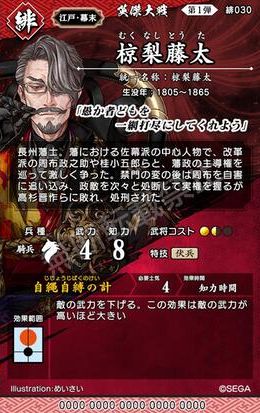 緋
江戸・幕末
英傑大戦
第1弾
緋030
むくなしとうた
椋梨藤太
統一名称：椋梨藤太
生没年：1805〜1865
「愚か者どもを
一網打尽にしてくれよう」
長州藩士。藩における佐幕派の中心人物で、改革
派の周布政之助や桂小五郎らと、藩政の主導権を
巡って激しく争った。禁門の変の後は周布を自害
に追い込み、政敵を次々と処断して実権を握るが
高杉晋作らに敗れ、処刑された。
兵種 武力 知力 武将コスト
騎兵 4 8
特技 伏兵
じじょうじばくのけい
自縄自縛の計
必要士気 4
効果時間 知力時間
効果範囲
敵の武力を下げる。この効果は敵の武力が
高いほど大きい
Illustration:めいさい
©SEGA
0000 0000 0000 0000 0000